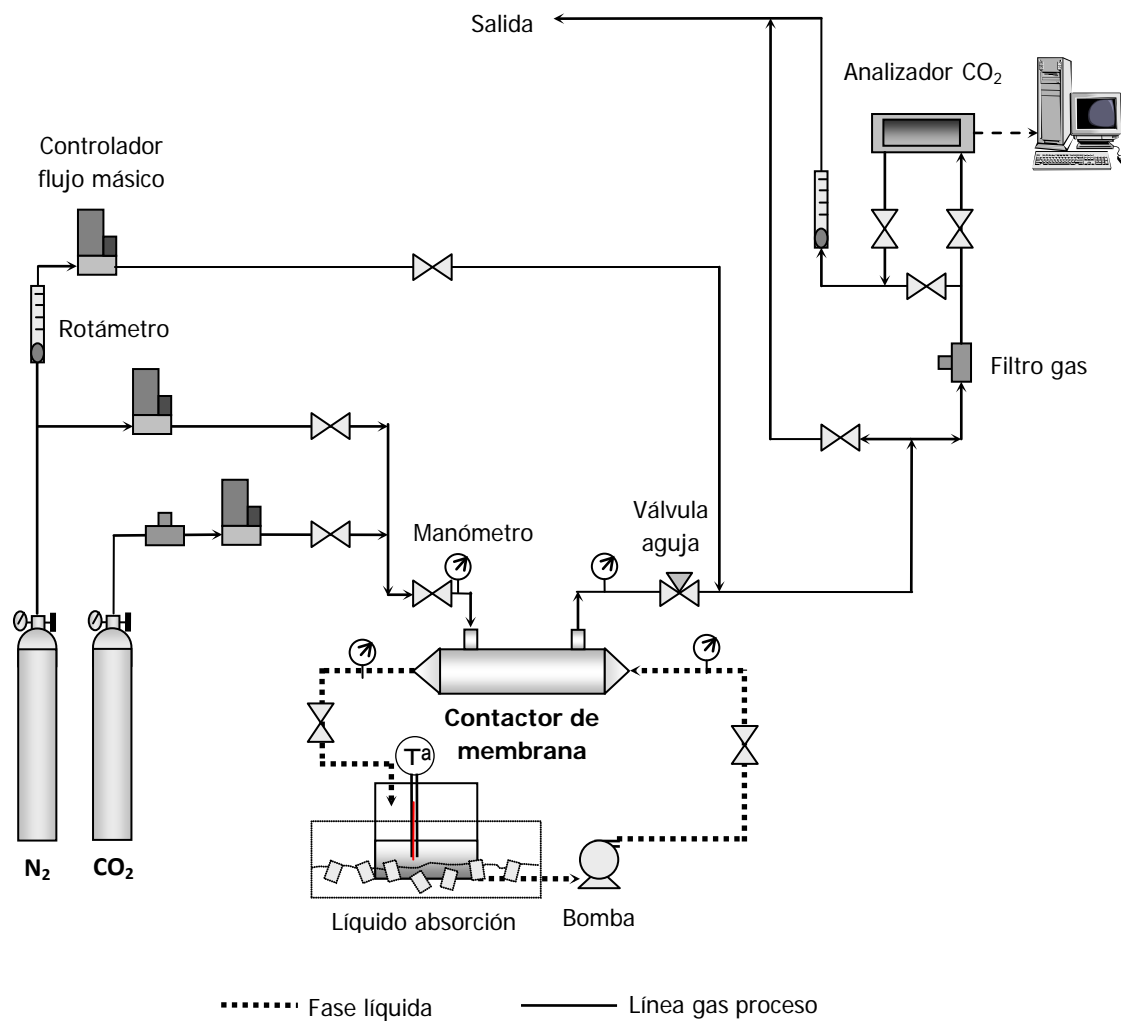 Salida
Analizador CO₂
Controlador
flujo másico
Rotámetro
Filtro gas
Manómetro
Válvula
aguja
Contactor de
membrana
Tª
N₂
CO₂
Líquido absorción
Bomba
Fase líquida
Línea gas proceso